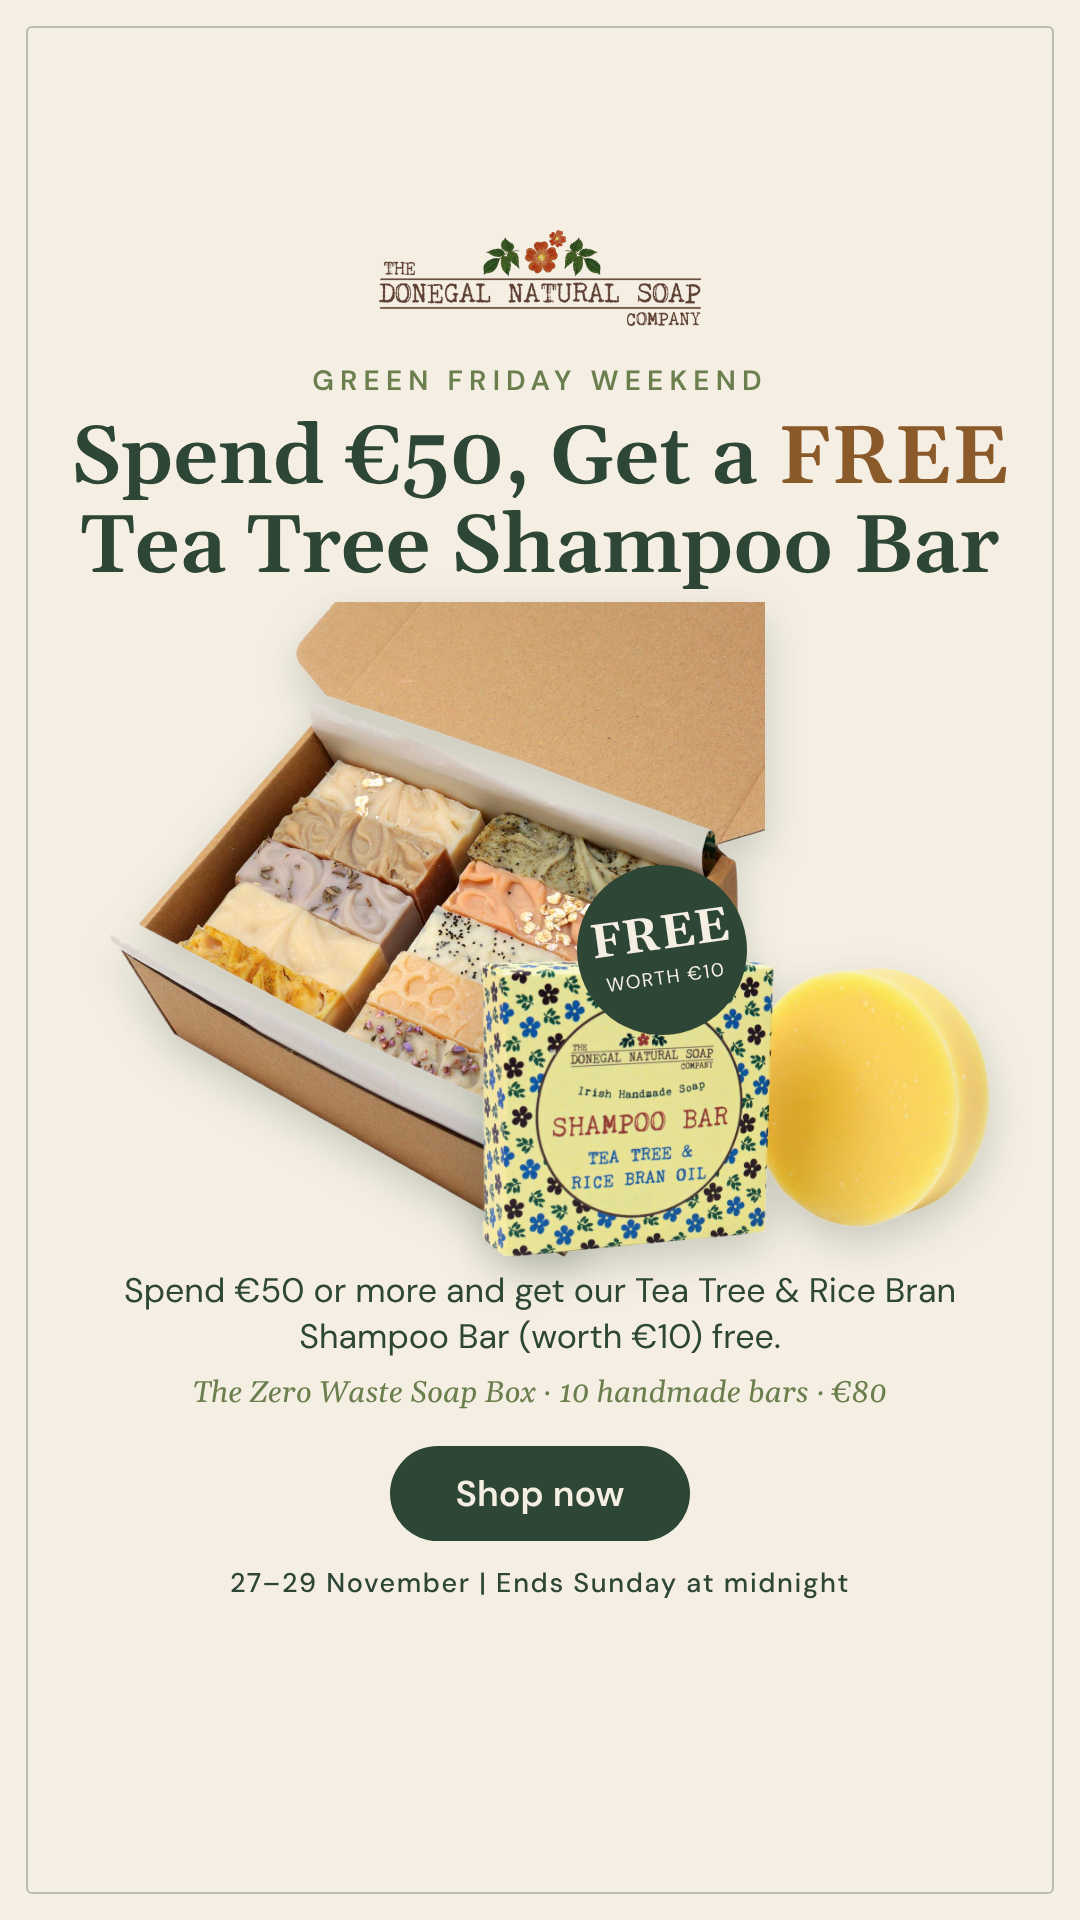 THE
DONEGAL NATURAL SOAP
COMPANY
GREEN FRIDAY WEEKEND
Spend €50, Get a FREE
Tea Tree Shampoo Bar
FREE
WORTH €10
THE
DONEGAL NATURAL SOAP
COMPANY
Irish Handmade Soap
SHAMPOO BAR
TEA TREE &
RICE BRAN OIL
Spend €50 or more and get our Tea Tree & Rice Bran
Shampoo Bar (worth €10) free.
The Zero Waste Soap Box · 10 handmade bars · €80
Shop now
27–29 November | Ends Sunday at midnight